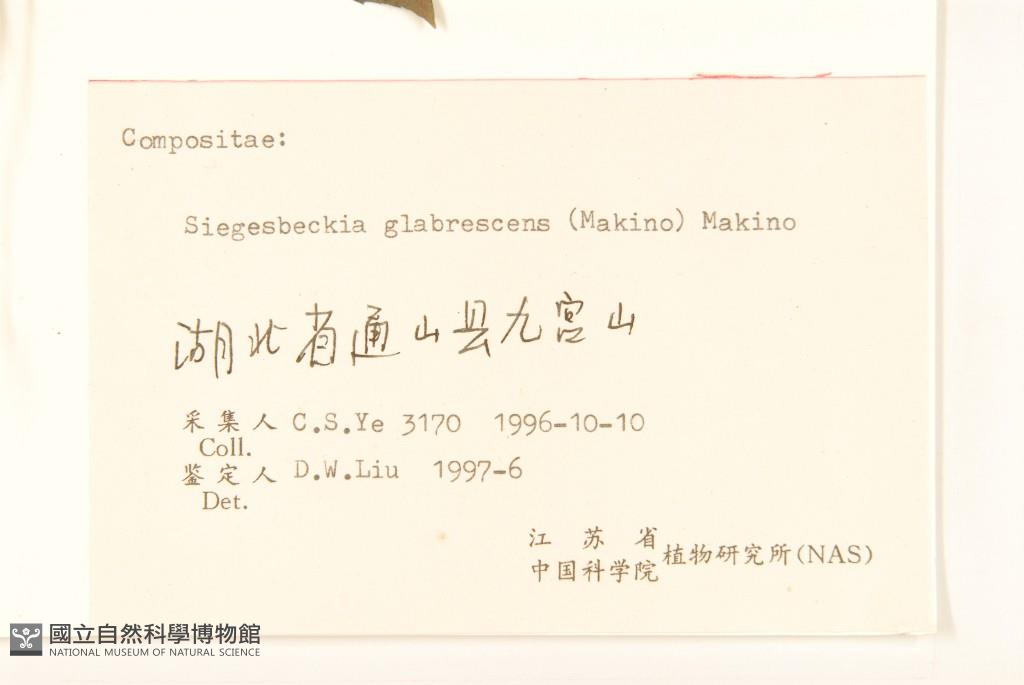 Compositae:
Siegesbeckia glabrescens (Makino) Makino
湖北省通山县九宫山
采集人 C.S.Ye 3170 1996-10-10
Coll.
鉴定人 D.W.Liu 1997-6
Det.
江苏省
中国科学院
植物研究所(NAS)
國立自然科學博物館
NATIONAL MUSEUM OF NATURAL SCIENCE